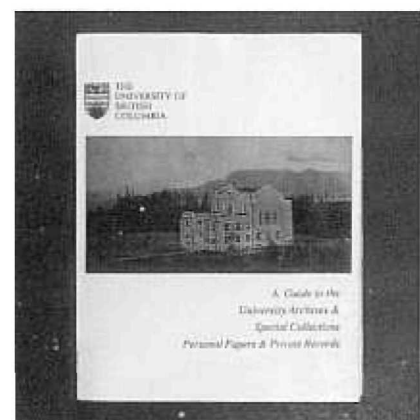 THE
UNIVERSITY OF
BRITISH
COLUMBIA
A Guide to the
University Archives &
Special Collections
Personal Papers & Private Records